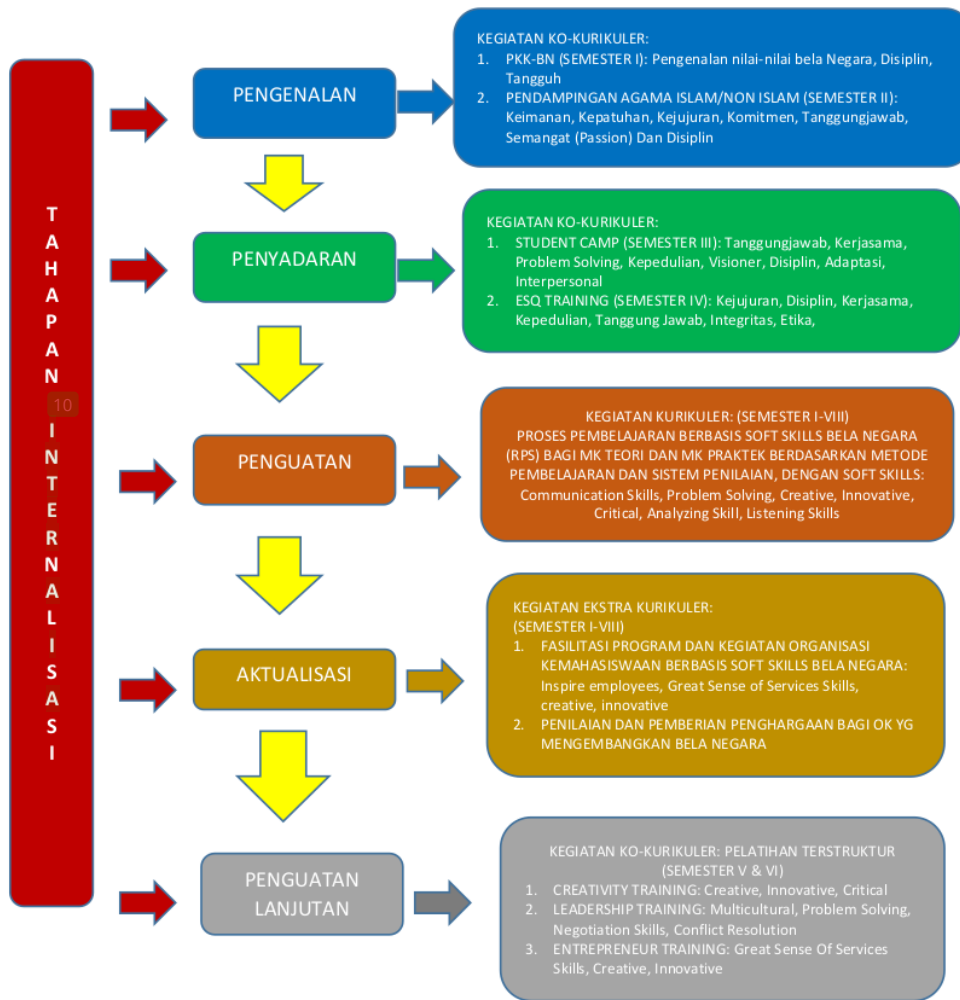 TAHAPAN INTERNALISASI
10
PENGENALAN
KEGIATAN KO-KURIKULER:
1. PKK-BN (SEMESTER I): Pengenalan nilai-nilai bela Negara, Disiplin,
Tangguh
2. PENDAMPINGAN AGAMA ISLAM/NON ISLAM (SEMESTER II):
Keimanan, Kepatuhan, Kejujuran, Komitmen, Tanggungjawab,
Semangat (Passion) Dan Disiplin
PENYADARAN
KEGIATAN KO-KURIKULER:
1. STUDENT CAMP (SEMESTER III): Tanggungjawab, Kerjasama,
Problem Solving, Kepedulian, Visioner, Disiplin, Adaptasi,
Interpersonal
2. ESQ TRAINING (SEMESTER IV): Kejujuran, Disiplin, Kerjasama,
Kepedulian, Tanggung Jawab, Integritas, Etika,
PENGUATAN
KEGIATAN KURIKULER: (SEMESTER I-VIII)
PROSES PEMBELAJARAN BERBASIS SOFT SKILLS BELA NEGARA
(RPS) BAGI MK TEORI DAN MK PRAKTEK BERDASARKAN METODE
PEMBELAJARAN DAN SISTEM PENILAIAN, DENGAN SOFT SKILLS:
Communication Skills, Problem Solving, Creative, Innovative,
Critical, Analyzing Skill, Listening Skills
AKTUALISASI
KEGIATAN EKSTRA KURIKULER:
(SEMESTER I-VIII)
1. FASILITASI PROGRAM DAN KEGIATAN ORGANISASI
KEMAHASISWAAN BERBASIS SOFT SKILLS BELA NEGARA:
Inspire employees, Great Sense of Services Skills,
creative, innovative
2. PENILAIAN DAN PEMBERIAN PENGHARGAAN BAGI OK YG
MENGEMBANGKAN BELA NEGARA
PENGUATAN
LANJUTAN
KEGIATAN KO-KURIKULER: PELATIHAN TERSTRUKTUR
(SEMESTER V & VI)
1. CREATIVITY TRAINING: Creative, Innovative, Critical
2. LEADERSHIP TRAINING: Multicultural, Problem Solving,
Negotiation Skills, Conflict Resolution
3. ENTREPRENEUR TRAINING: Great Sense Of Services
Skills, Creative, Innovative